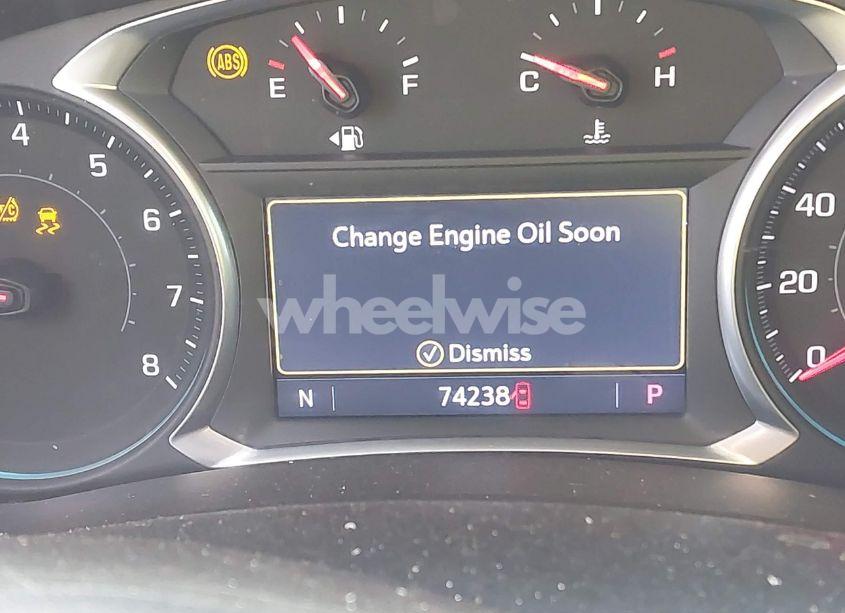 ABS
E
F
C
H
4
5
6
7
8
40
20
0
Change Engine Oil Soon
wheelwise
Dismiss
N
74238
P